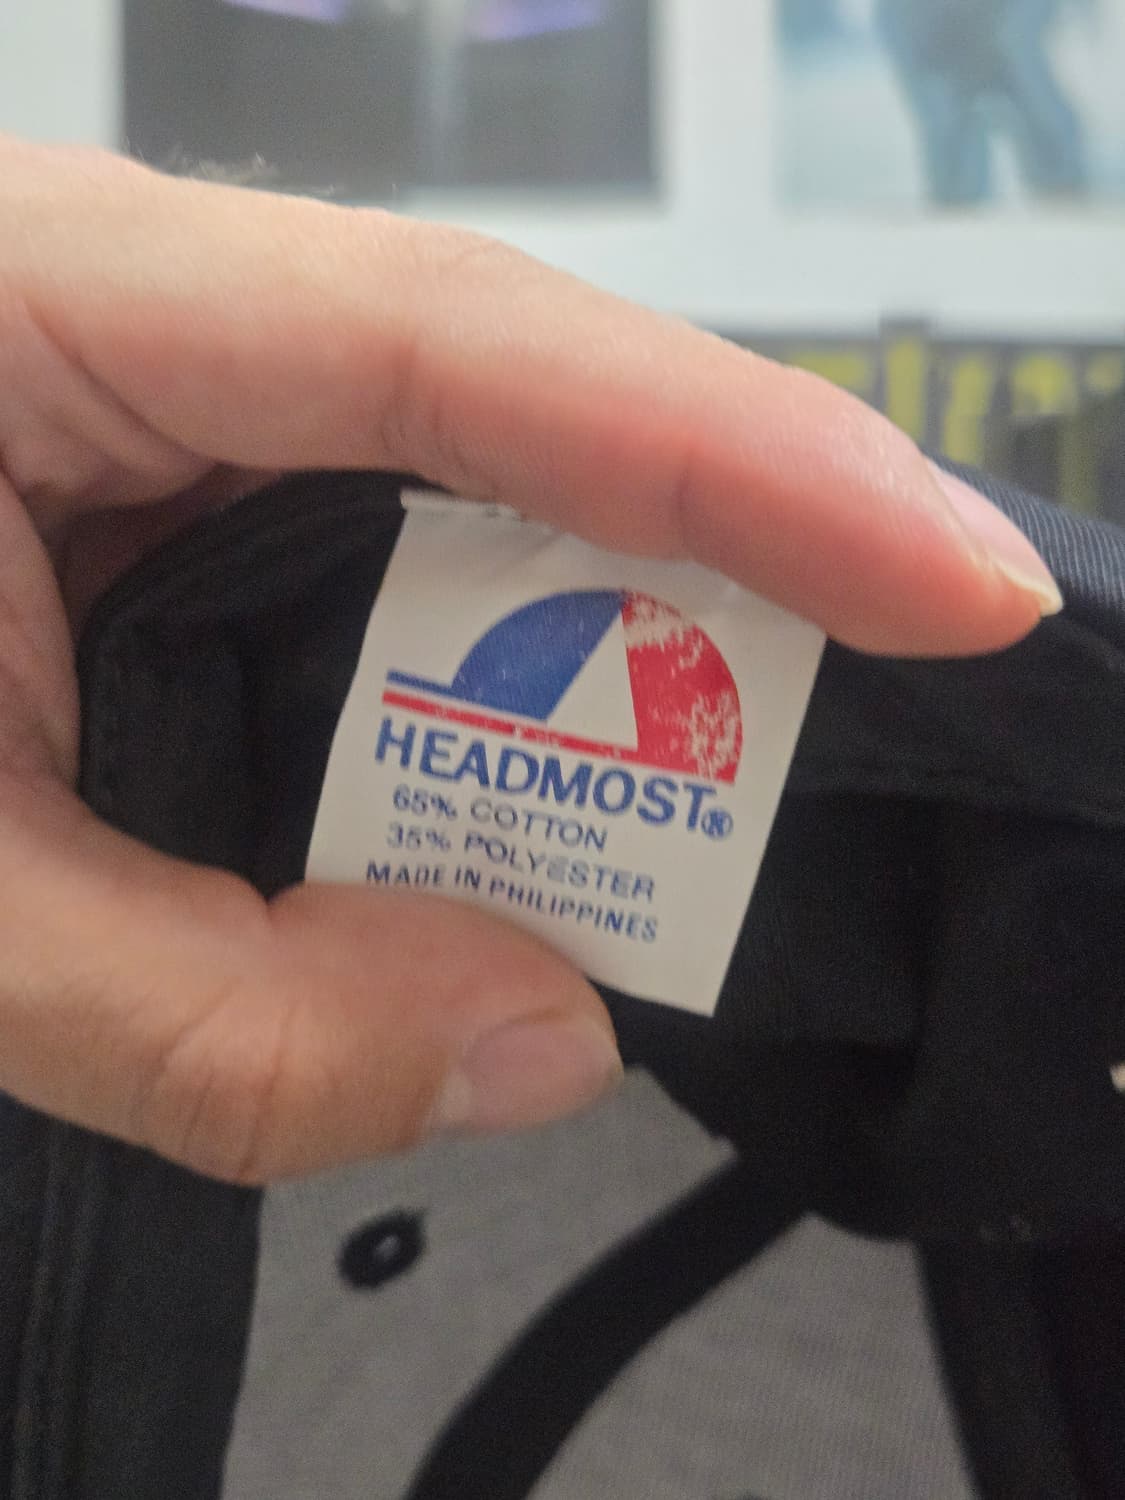 HEADMOST®
65% COTTON
35% POLYESTER
MADE IN PHILIPPINES